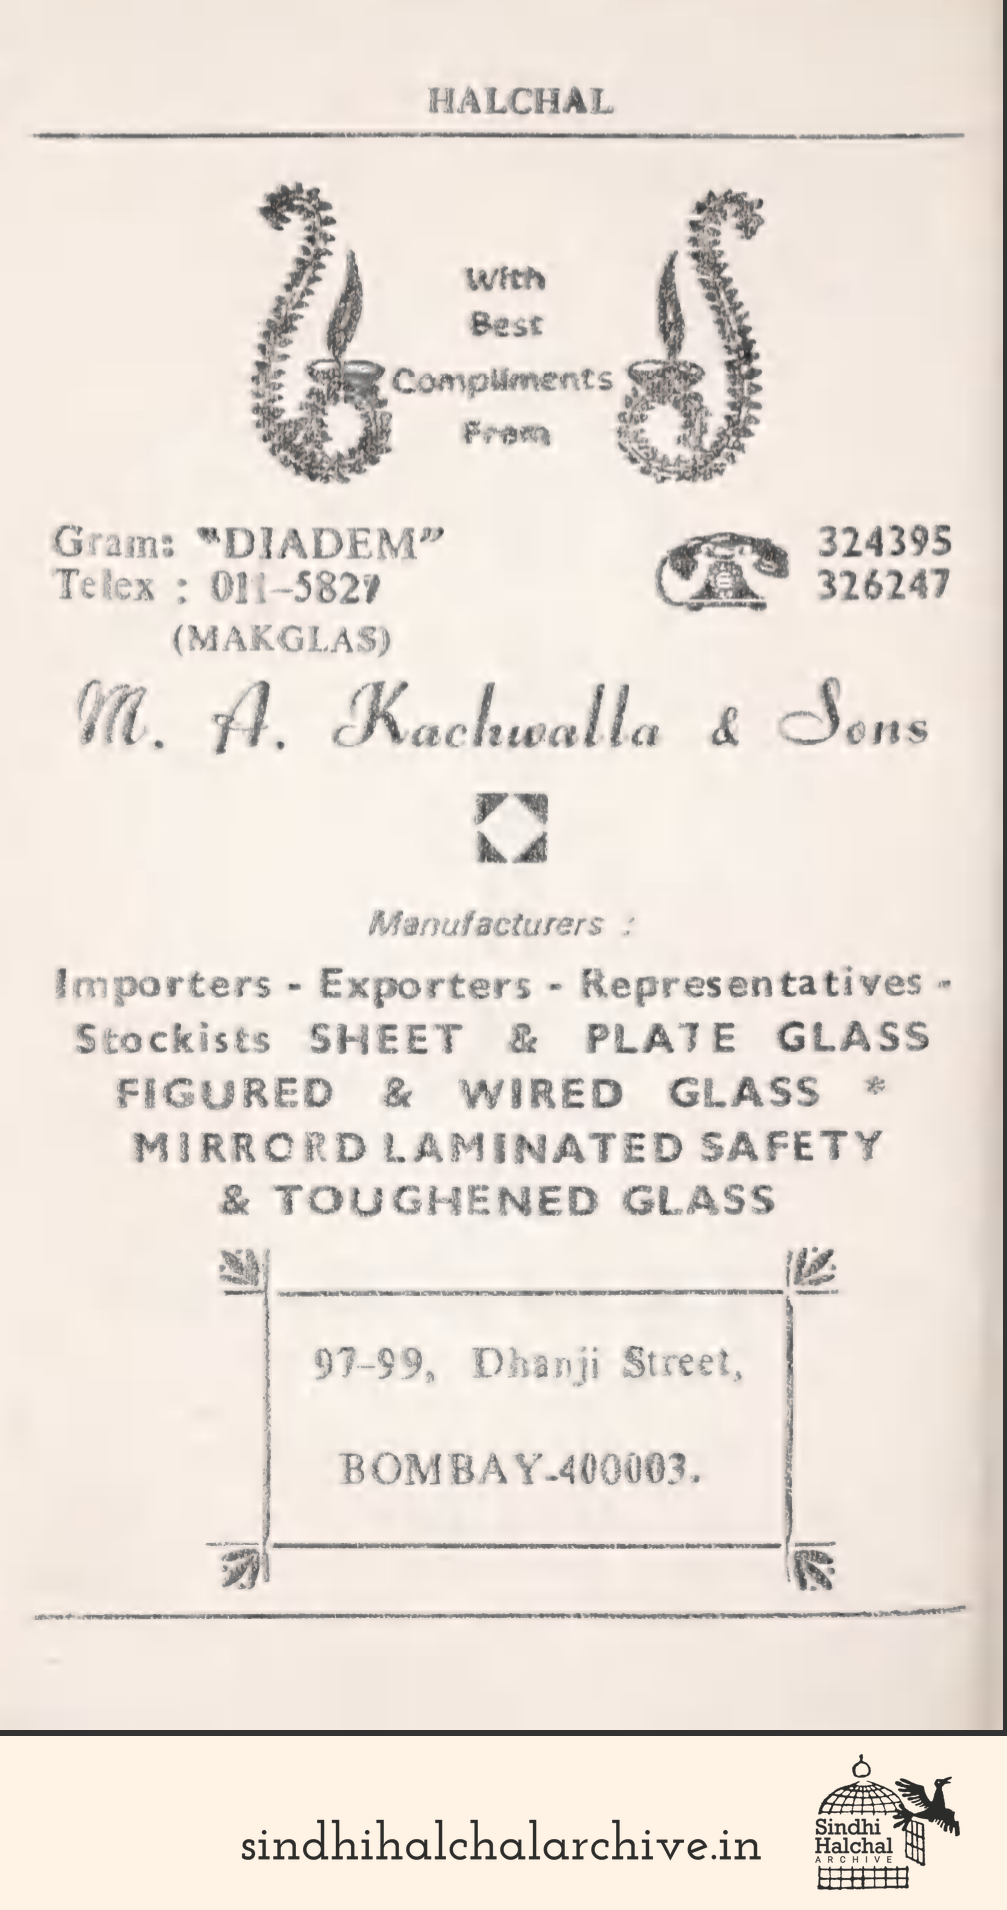 HALCHAL
With
Best
Compliments
From
Gram: "DIADEM"
324395
Telex : 011-5827
326247
(MAKGLAS)
M. A. Kachwalla & Sons
Manufacturers :
Importers - Exporters - Representatives -
Stockists SHEET & PLATE GLASS
FIGURED & WIRED GLASS *
MIRRORD LAMINATED SAFETY
& TOUGHENED GLASS
97-99, Dhanji Street,
BOMBAY-400003.
sindhihalchalarchive.in
Sindhi
Halchal
ARCHIVE